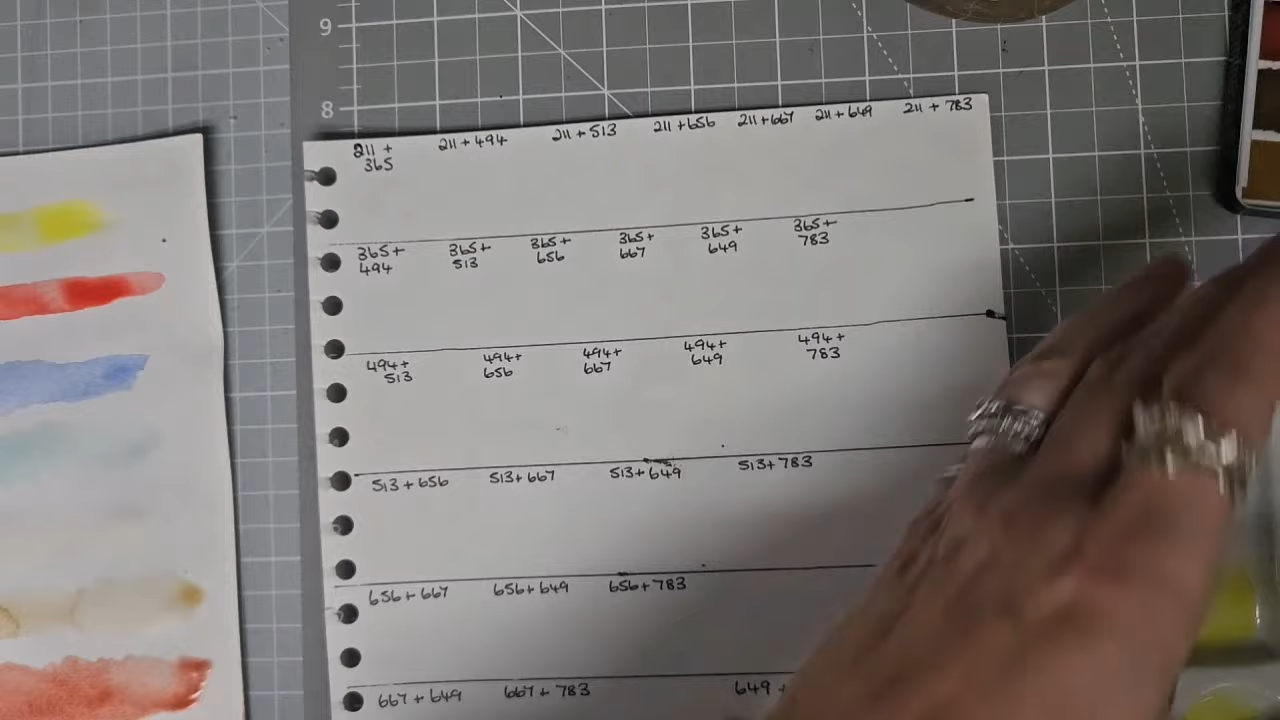 9
8
211 + 365 211 + 494 211 + 513 211 + 656 211 + 667 211 + 649 211 + 783
365 + 494 365 + 513 365 + 656 365 + 667 365 + 649 365 + 783
494 + 513 494 + 656 494 + 667 494 + 649 494 + 783
513 + 656 513 + 667 513 + 649 513 + 783
656 + 667 656 + 649 656 + 783
667 + 649 667 + 783 649 +